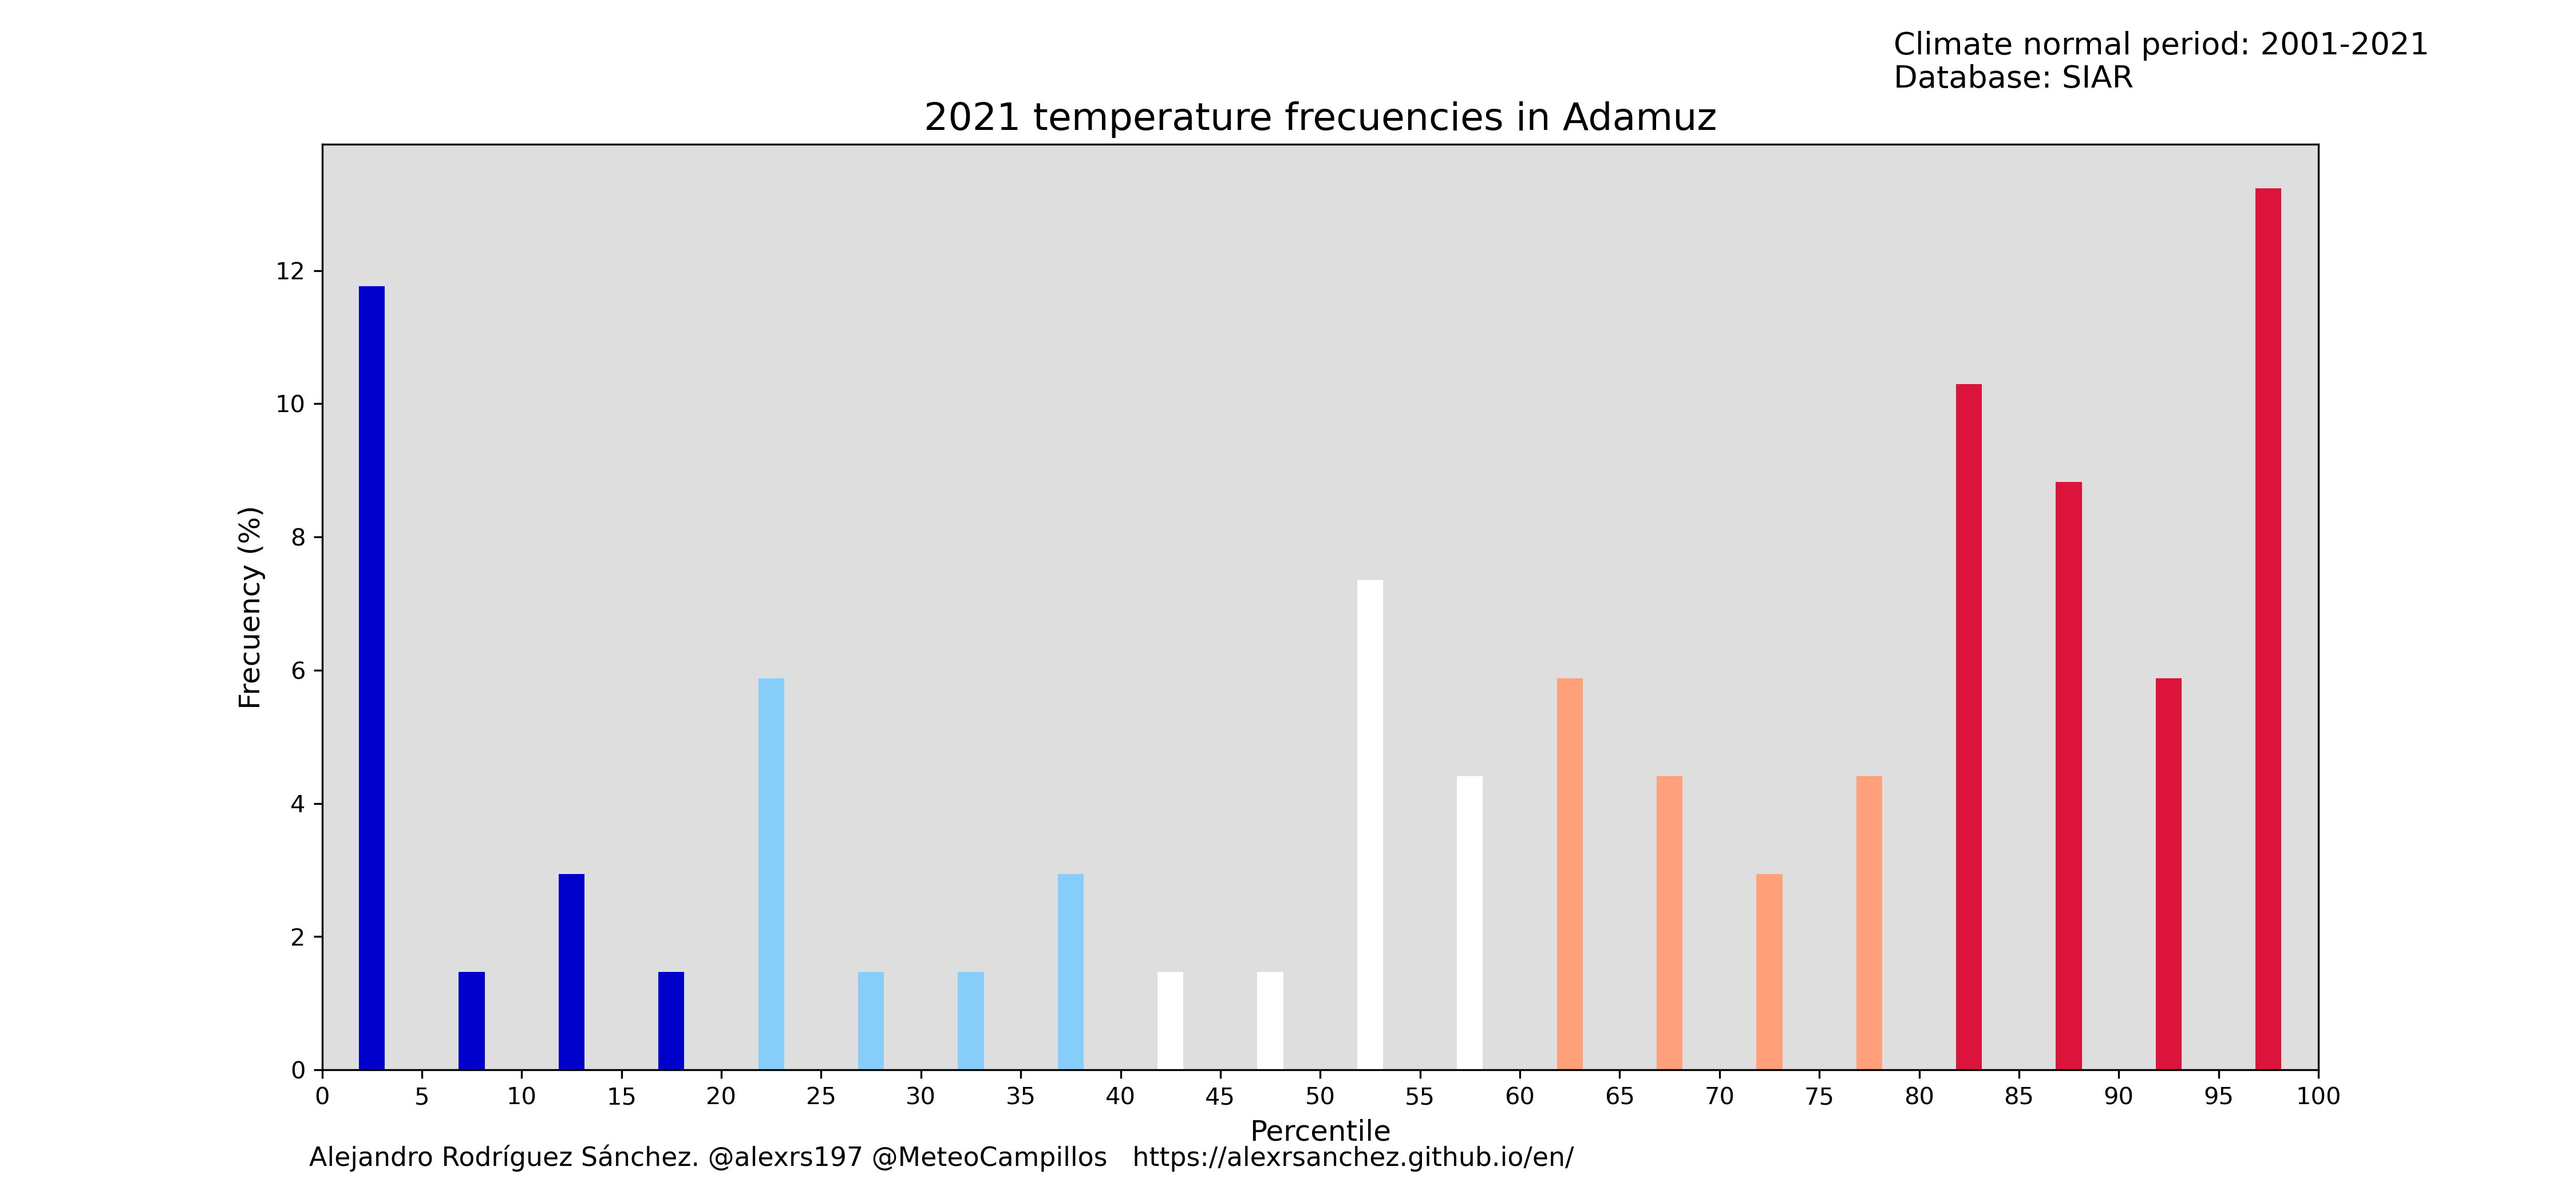 Climate normal period: 2001-2021
Database: SIAR
2021 temperature frecuencies in Adamuz
Frecuency (%)
12
10
8
6
4
2
0
0 5 10 15 20 25 30 35 40 45 50 55 60 65 70 75 80 85 90 95 100
Percentile
Alejandro Rodríguez Sánchez. @alexrs197 @MeteoCampillos https://alexrsanchez.github.io/en/